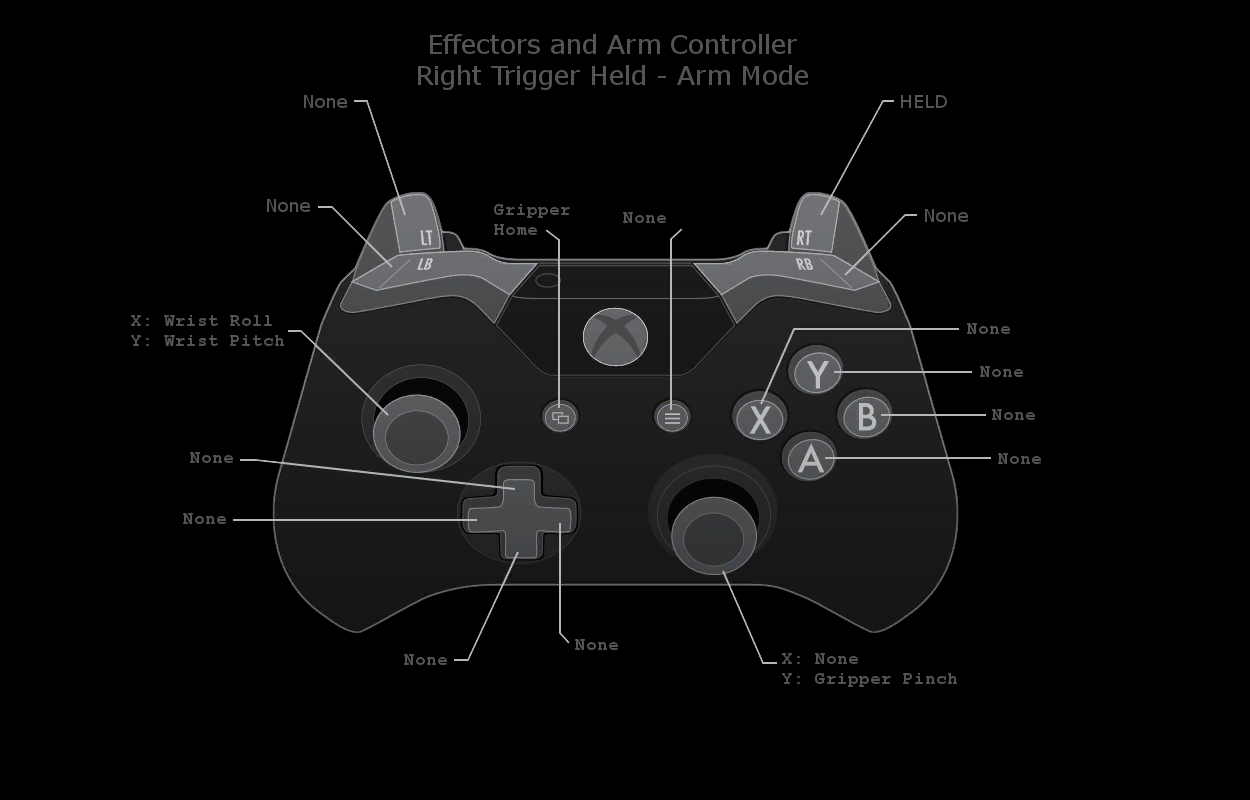 Effectors and Arm Controller
Right Trigger Held - Arm Mode
None
HELD
None
Gripper
Home
None
None
LT
RT
LB
RB
X: Wrist Roll
Y: Wrist Pitch
None
Y
None
X
B
None
A
None
None
None
None
None
X: None
Y: Gripper Pinch